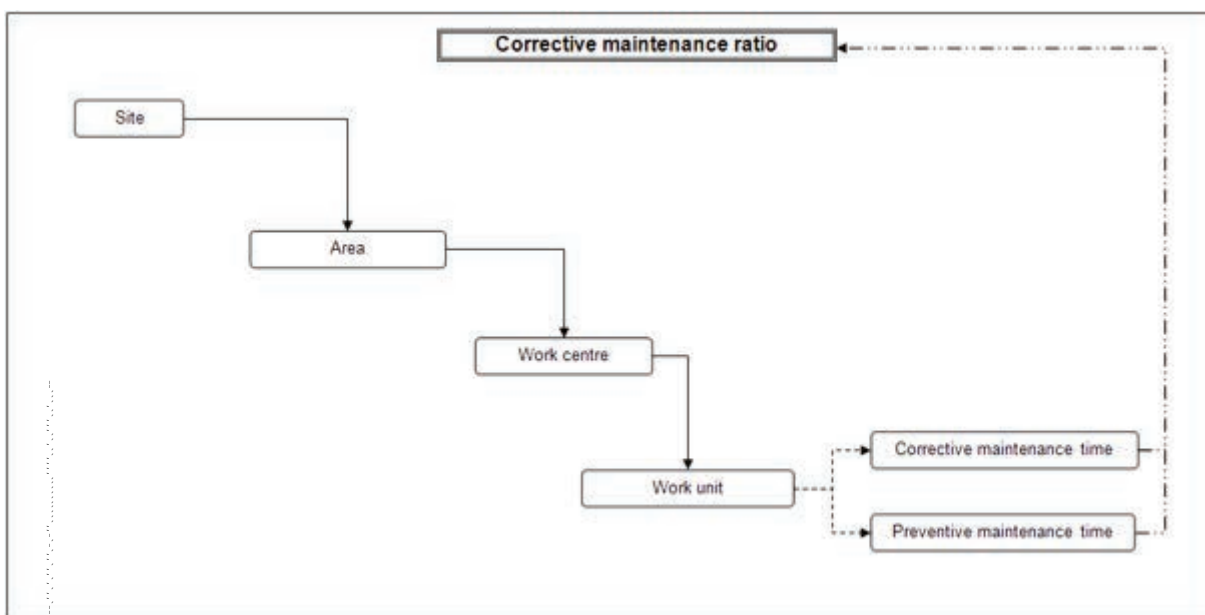 Corrective maintenance ratio
Site
Area
Work centre
Work unit
Corrective maintenance time
Preventive maintenance time